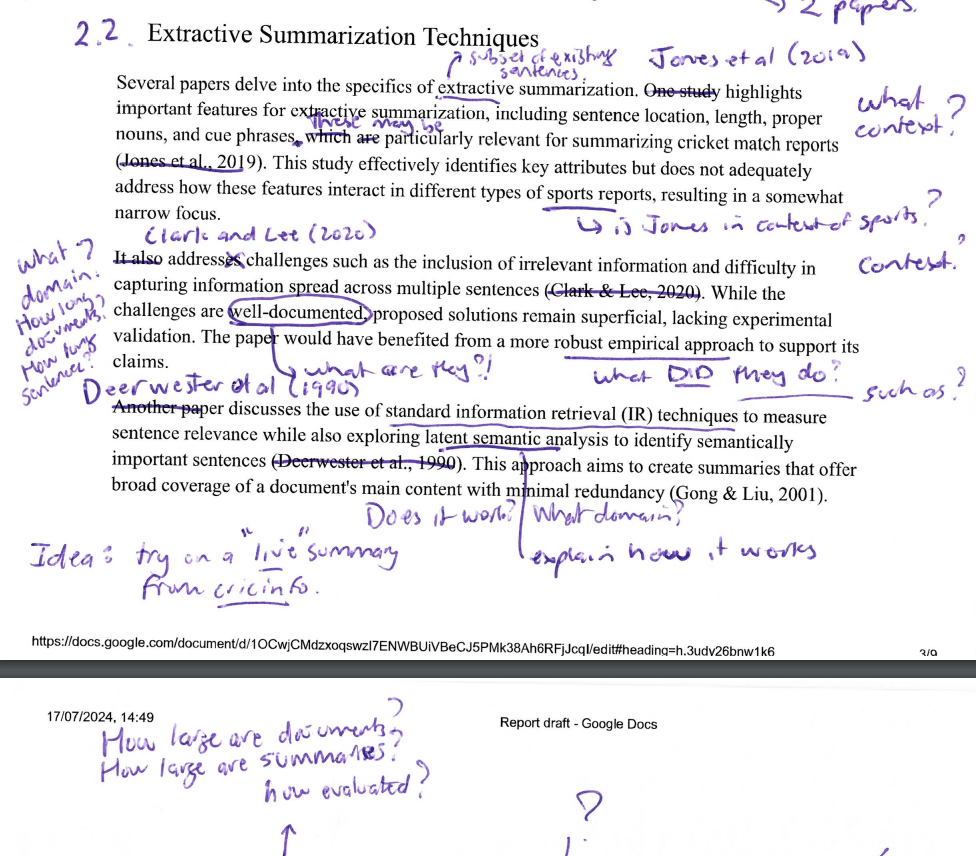 ↳ 2 papers.
2.2 Extractive Summarization Techniques
↗ subset of existing sentences.
Jones et al (2019)
Several papers delve into the specifics of extractive summarization. One study highlights
what context?
important features for extractive summarization, including sentence location, length, proper
These may be
nouns, and cue phrases, which are particularly relevant for summarizing cricket match reports
(Jones et al., 2019). This study effectively identifies key attributes but does not adequately
address how these features interact in different types of sports reports, resulting in a somewhat
narrow focus.
↳ is Jones in context of sports?
Clark and Lee (2020)
what? domain. How long documents? How long sentences?
It also addresses challenges such as the inclusion of irrelevant information and difficulty in
Context.?
capturing information spread across multiple sentences (Clark & Lee, 2020). While the
challenges are well-documented, proposed solutions remain superficial, lacking experimental
validation. The paper would have benefited from a more robust empirical approach to support its
claims.
↳ what are they?!
what DID they do?
such as?
Deerwester et al (1990)
Another paper discusses the use of standard information retrieval (IR) techniques to measure
sentence relevance while also exploring latent semantic analysis to identify semantically
important sentences (Deerwester et al., 1990). This approach aims to create summaries that offer
broad coverage of a document's main content with minimal redundancy (Gong & Liu, 2001).
Does it work? What domain?
explain how it works
Idea: try on a "live" summary
from cricinfo.
https://docs.google.com/document/d/1OCwjCMdzxoqswzI7ENWBUiVBeCJ5PMk38Ah6RFjJcqI/edit#heading=h.3udv26bnw1k6
3/9
17/07/2024, 14:49
Report draft - Google Docs
How large are documents?
How large are summaries?
how evaluated?
?